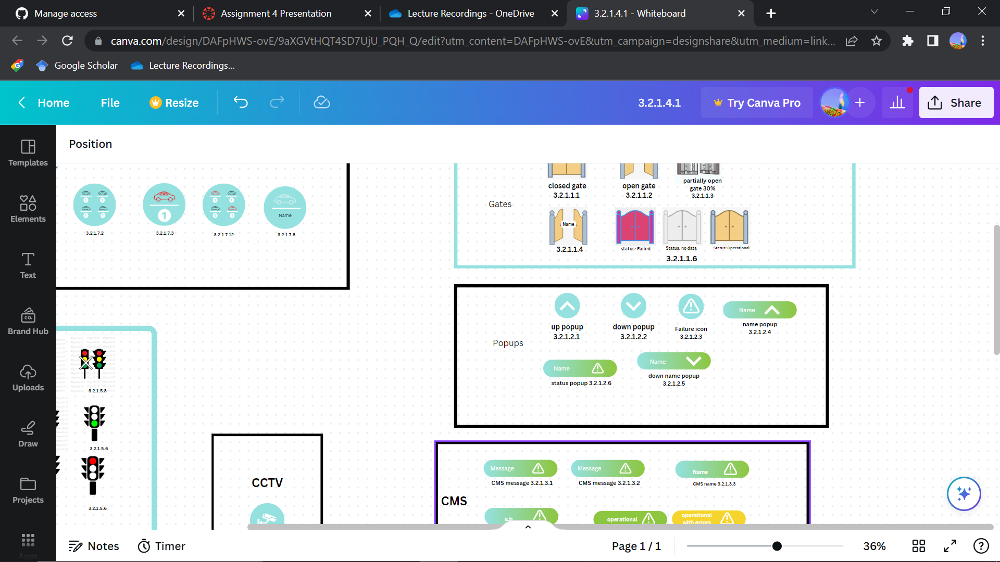 Manage access
Assignment 4 Presentation
Lecture Recordings - OneDrive
3.2.1.4.1 - Whiteboard
canva.com/design/DAFpHWS-ovE/9aXGVtHQT4SD7UjU_PQH_Q/edit?utm_content=DAFpHWS-ovE&utm_campaign=designshare&utm_medium=link...
Google Scholar
Lecture Recordings...
Home
File
Resize
3.2.1.4.1
Try Canva Pro
Share
Templates
Elements
Text
CO.
Brand Hub
Uploads
Draw
Projects
Apps
Position
1 1
1 1
3.2.1.7.2
1
3.2.1.7.3
1 1
1 1
3.2.1.7.12
Name
3.2.1.7.8
Gates
closed gate
3.2.1.1.1
open gate
3.2.1.1.2
partially open
gate 30%
3.2.1.1.3
Name
3.2.1.1.4
status: Failed
Status: no data
Status: Operational
3.2.1.1.6
Popups
up popup
3.2.1.2.1
down popup
3.2.1.2.2
Failure icon
3.2.1.2.3
Name
name popup
3.2.1.2.4
Name
status popup 3.2.1.2.6
Name
down name popup
3.2.1.2.5
3.2.1.5.3
3.2.1.5.6
3.2.1.5.6
CCTV
CMS
Message
CMS message 3.2.1.3.1
Message
CMS message 3.2.1.3.2
Name
CMS name 3.2.1.3.3
a.b
operational
operational
with errors
Notes
Timer
Page 1 / 1
36%